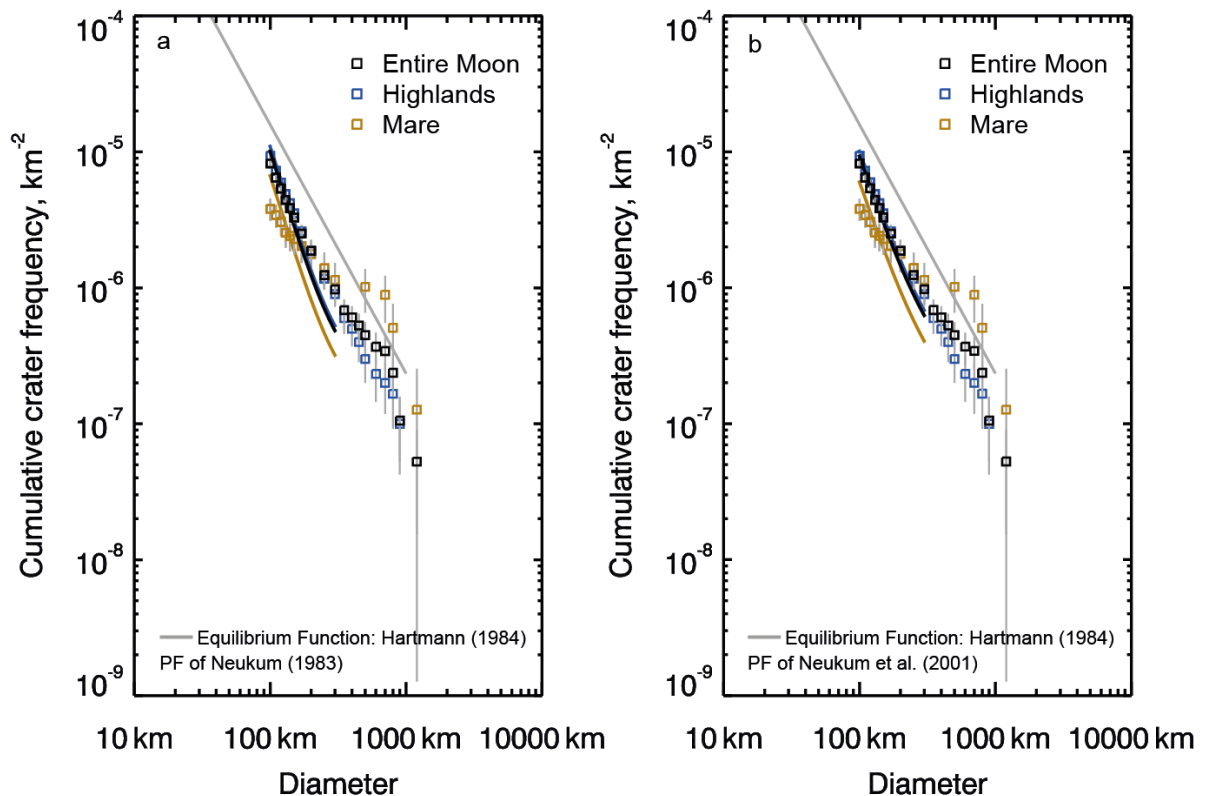 a
Entire Moon
Highlands
Mare
10-4
10-5
10-6
10-7
10-8
10-9
Cumulative crater frequency, km-2
Equilibrium Function: Hartmann (1984)
PF of Neukum (1983)
10 km
100 km
1000 km
10000 km
Diameter
b
Entire Moon
Highlands
Mare
10-4
10-5
10-6
10-7
10-8
10-9
Cumulative crater frequency, km-2
Equilibrium Function: Hartmann (1984)
PF of Neukum et al. (2001)
10 km
100 km
1000 km
10000 km
Diameter